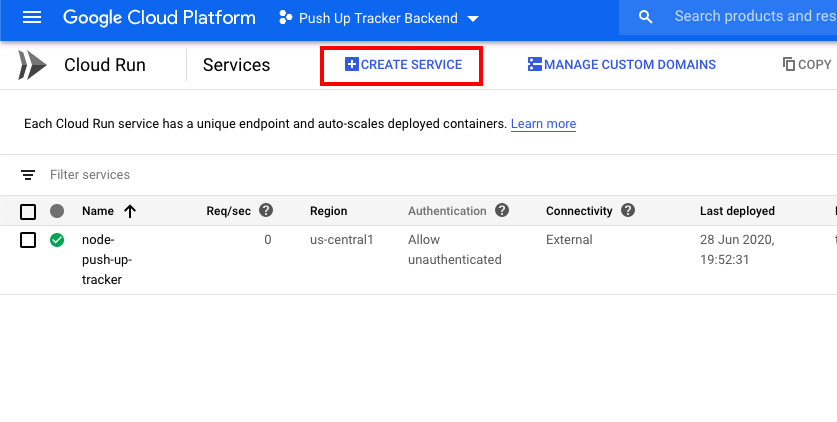 Google Cloud Platform Push Up Tracker Backend Search products and res
Cloud Run Services CREATE SERVICE MANAGE CUSTOM DOMAINS COPY
Each Cloud Run service has a unique endpoint and auto-scales deployed containers. Learn more
Filter services
Name Req/sec Region Authentication Connectivity Last deployed
node- 0 us-central1 Allow External 28 Jun 2020,
push-up- unauthenticated 19:52:31
tracker